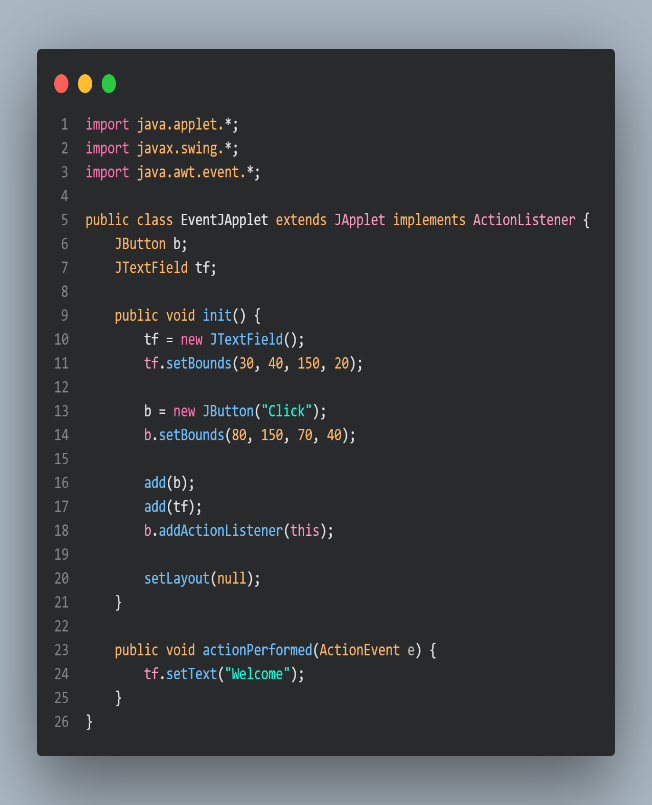 1 import java.applet.*;
2 import javax.swing.*;
3 import java.awt.event.*;
4
5 public class EventJApplet extends JApplet implements ActionListener {
6     JButton b;
7     JTextField tf;
8
9     public void init() {
10         tf = new JTextField();
11         tf.setBounds(30, 40, 150, 20);
12
13         b = new JButton("Click");
14         b.setBounds(80, 150, 70, 40);
15
16         add(b);
17         add(tf);
18         b.addActionListener(this);
19
20         setLayout(null);
21     }
22
23     public void actionPerformed(ActionEvent e) {
24         tf.setText("Welcome");
25     }
26 }